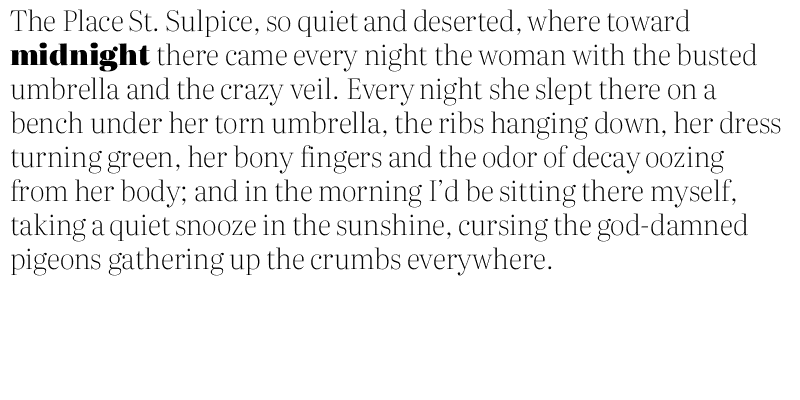 The Place St. Sulpice, so quiet and deserted, where toward
midnight there came every night the woman with the busted
umbrella and the crazy veil. Every night she slept there on a
bench under her torn umbrella, the ribs hanging down, her dress
turning green, her bony fingers and the odor of decay oozing
from her body; and in the morning I’d be sitting there myself,
taking a quiet snooze in the sunshine, cursing the god-damned
pigeons gathering up the crumbs everywhere.